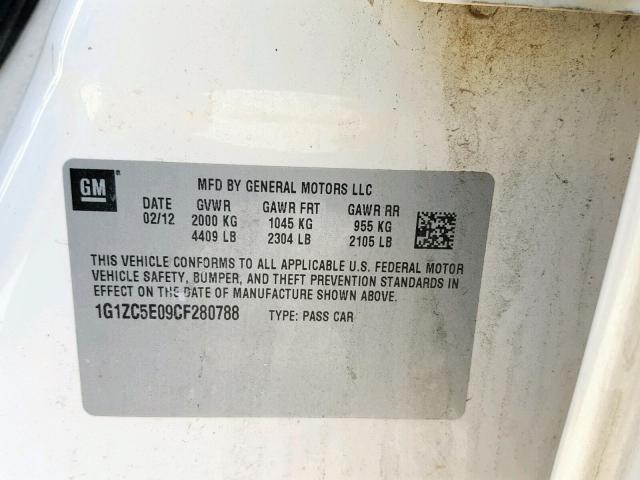 GM
MFD BY GENERAL MOTORS LLC
DATE GVWR GAWR FRT GAWR RR
02/12 2000 KG 1045 KG 955 KG
4409 LB 2304 LB 2105 LB
THIS VEHICLE CONFORMS TO ALL APPLICABLE U.S. FEDERAL MOTOR
VEHICLE SAFETY, BUMPER, AND THEFT PREVENTION STANDARDS IN
EFFECT ON THE DATE OF MANUFACTURE SHOWN ABOVE.
1G1ZC5E09CF280788 TYPE: PASS CAR